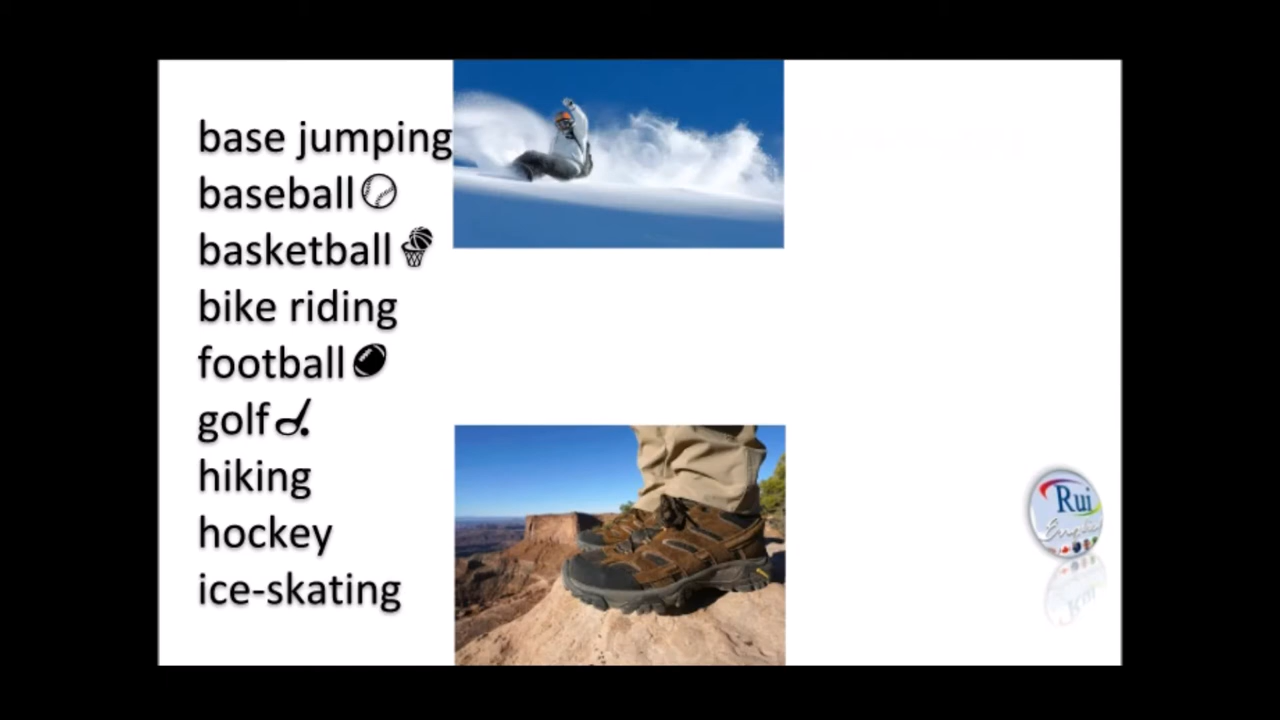 base jumping
baseball
basketball
bike riding
football
golf
hiking
hockey
ice-skating
Rui